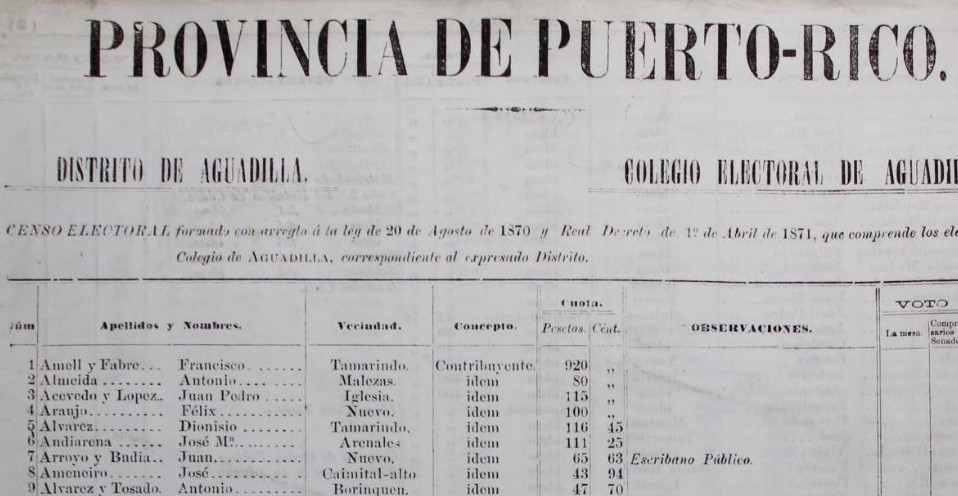 PROVINCIA DE PUERTO-RICO.
DISTRITO DE AGUADILLA. COLEGIO ELECTORAL DE AGUADIL
CENSO ELECTORAL formado con arreglo á la ley de 20 de Agosto de 1870 y Real Decreto de 1º de Abril de 1871, que comprende los ele
Colegio de AGUADILLA, correspondiente al expresado Distrito.
Cuota. VOTO
Núm Apellidos y Nombres. Vecindad. Concepto. Pesetas. Cént. OBSERVACIONES. La mesa. Compr
sarios
Senado
1 Amell y Fabre... Francisco....... Tamarindo. Contribuyente. 920 ,,
2 Almeida ........ Antonio.... ... Malezas. idem 80 ,,
3 Acevedo y Lopez.. Juan Pedro ..... Iglesia. idem 115 ,,
4 Araujo......... Félix ........ Nuevo. idem 100 ,,
5 Alvarez........ Dionisio ....... Tamarindo. idem 116 45
6 Andiarena ...... José Mª......... Arenales idem 111 25
7 Arroyo y Budia.. Juan........... Nuevo. idem 65 63 Escribano Público.
8 Ameneiro....... José........... Caimital-alto idem 43 94
9 Alvarez y Tosado. Antonio........ Borinquen. idem 47 70